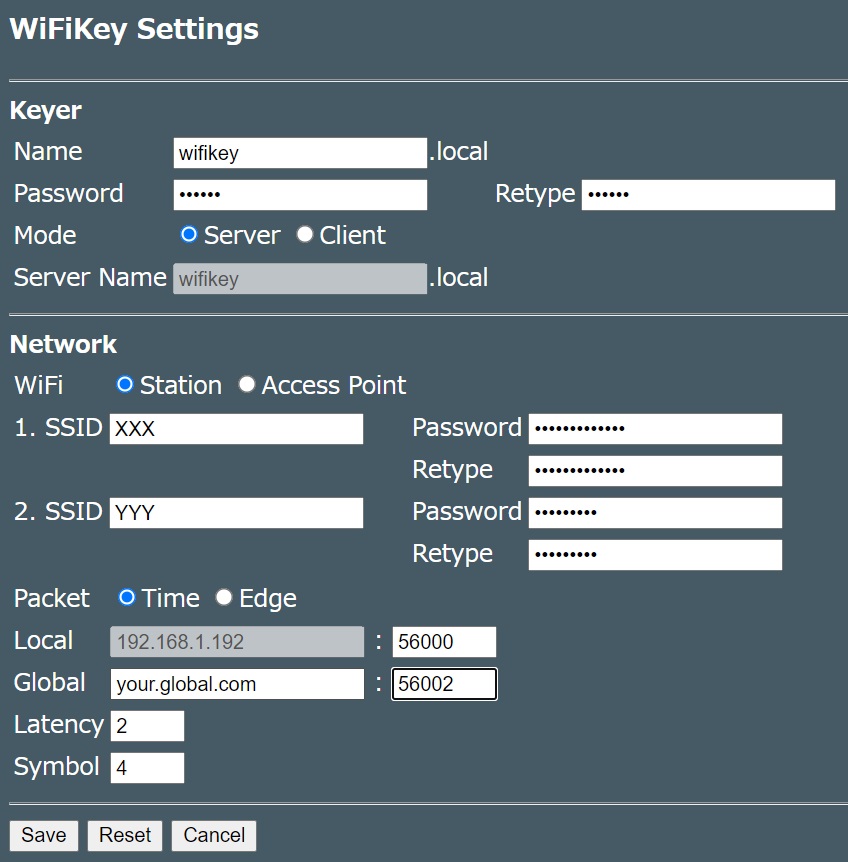 WiFiKey Settings
Keyer
Name wifikey .local
Password •••••• Retype ••••••
Mode Server Client
Server Name wifikey .local
Network
WiFi Station Access Point
1. SSID XXX Password •••••••••••••
Retype •••••••••••••
2. SSID YYY Password •••••••••
Retype •••••••••
Packet Time Edge
Local 192.168.1.192 : 56000
Global your.global.com : 56002
Latency 2
Symbol 4
Save Reset Cancel